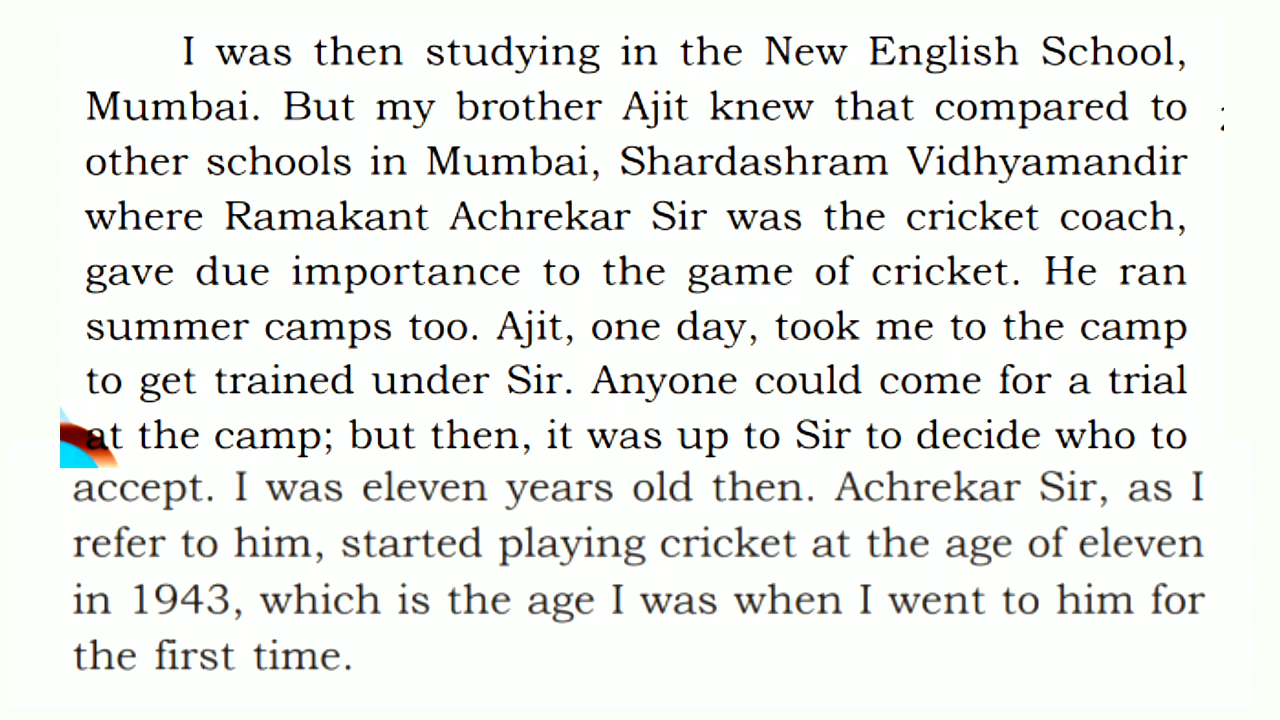 I was then studying in the New English School,
Mumbai. But my brother Ajit knew that compared to
other schools in Mumbai, Shardashram Vidhyamandir
where Ramakant Achrekar Sir was the cricket coach,
gave due importance to the game of cricket. He ran
summer camps too. Ajit, one day, took me to the camp
to get trained under Sir. Anyone could come for a trial
at the camp; but then, it was up to Sir to decide who to
accept. I was eleven years old then. Achrekar Sir, as I
refer to him, started playing cricket at the age of eleven
in 1943, which is the age I was when I went to him for
the first time.